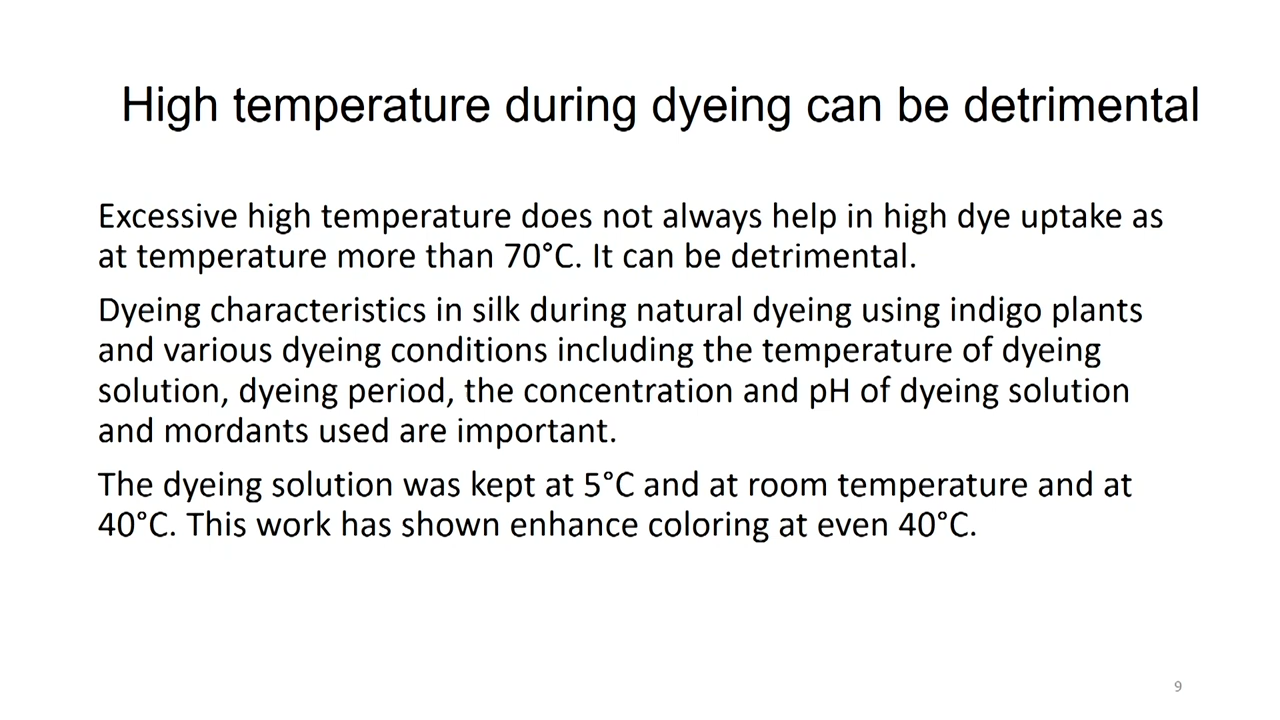 High temperature during dyeing can be detrimental
Excessive high temperature does not always help in high dye uptake as
at temperature more than 70°C. It can be detrimental.
Dyeing characteristics in silk during natural dyeing using indigo plants
and various dyeing conditions including the temperature of dyeing
solution, dyeing period, the concentration and pH of dyeing solution
and mordants used are important.
The dyeing solution was kept at 5°C and at room temperature and at
40°C. This work has shown enhance coloring at even 40°C.
9